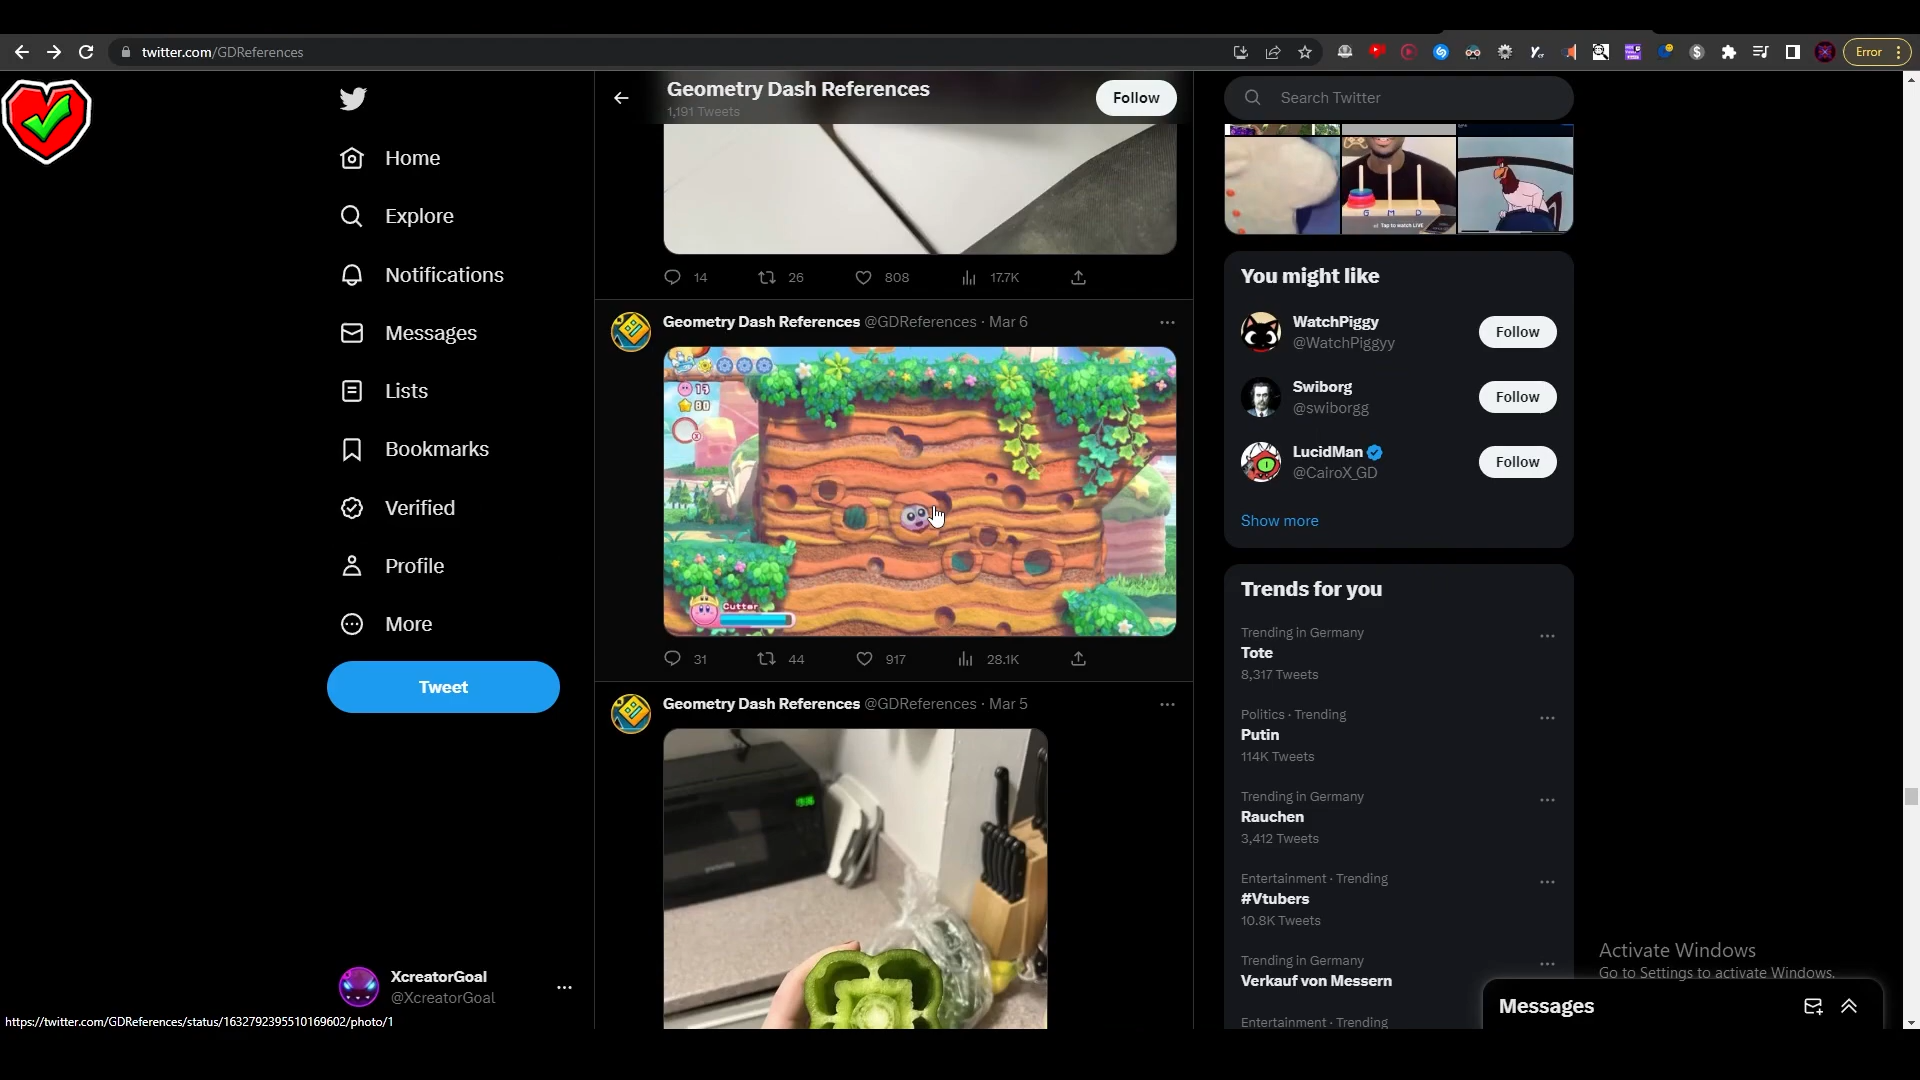 twitter.com/GDReferences
Error
Home
Explore
Notifications
Messages
Lists
Bookmarks
Verified
Profile
More
Tweet
XcreatorGoal
@XcreatorGoal
https://twitter.com/GDReferences/status/1632792395510169602/photo/1
Geometry Dash References
1,191 Tweets
Follow
14 26 808 17.7K
Geometry Dash References @GDReferences · Mar 6
13
80
Cutter
31 44 917 28.1K
Geometry Dash References @GDReferences · Mar 5
Search Twitter
G M D
Tap to watch LIVE
You might like
WatchPiggy
@WatchPiggyy
Follow
Swiborg
@swiborgg
Follow
LucidMan
@CairoX_GD
Follow
Show more
Trends for you
Trending in Germany
Tote
8,317 Tweets
Politics · Trending
Putin
114K Tweets
Trending in Germany
Rauchen
3,412 Tweets
Entertainment · Trending
#Vtubers
10.8K Tweets
Trending in Germany
Verkauf von Messern
Entertainment · Trending
Activate Windows
Go to Settings to activate Windows.
Messages